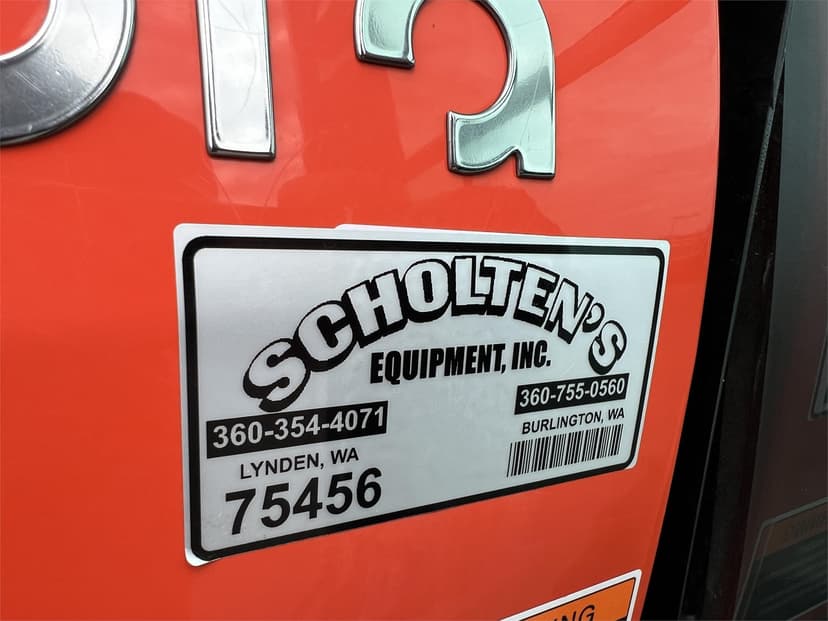 SCHOLTEN'S
EQUIPMENT, INC.
360-354-4071
LYNDEN, WA
75456
360-755-0560
BURLINGTON, WA